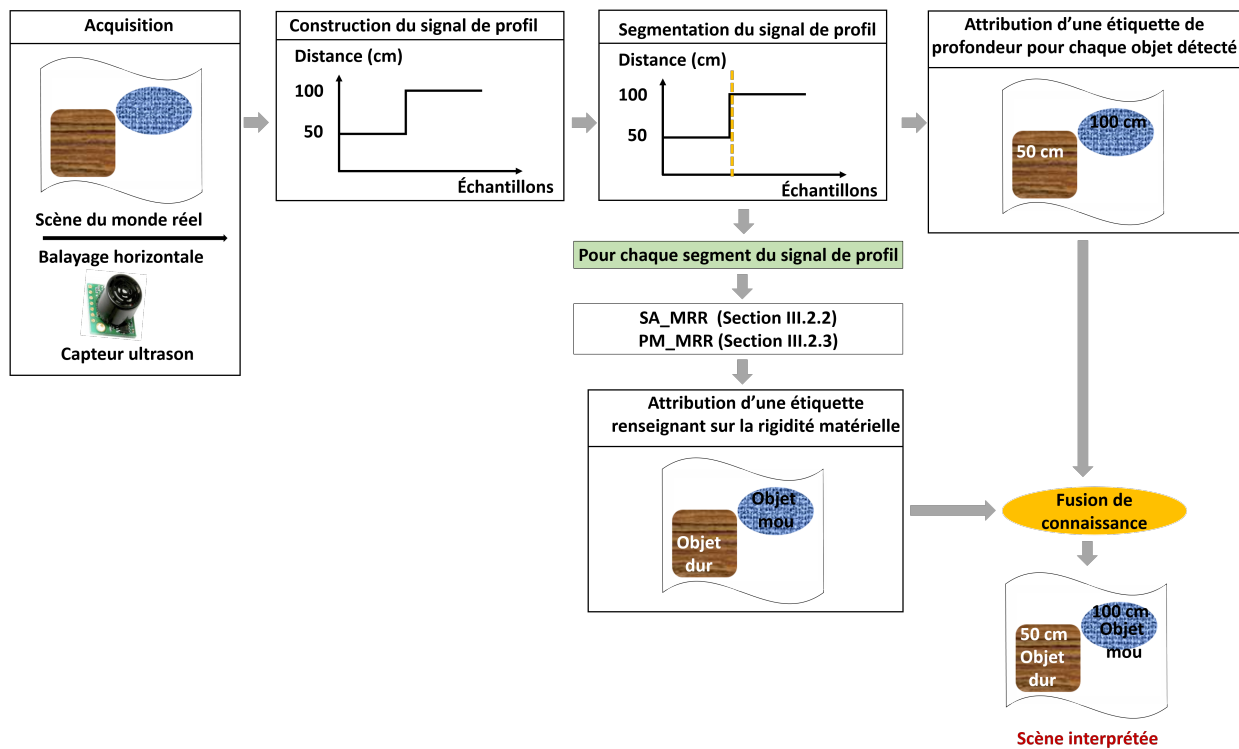 Acquisition
Scène du monde réel
Balayage horizontale
Capteur ultrason
Construction du signal de profil
Distance (cm)
100
50
Échantillons
Segmentation du signal de profil
Distance (cm)
100
50
Échantillons
Attribution d'une étiquette de
profondeur pour chaque objet détecté
100 cm
50 cm
Pour chaque segment du signal de profil
SA_MRR (Section III.2.2)
PM_MRR (Section III.2.3)
Attribution d'une étiquette
renseignant sur la rigidité matérielle
Objet
mou
Objet
dur
Fusion de
connaissance
100 cm
Objet
mou
50 cm
Objet
dur
Scène interprétée